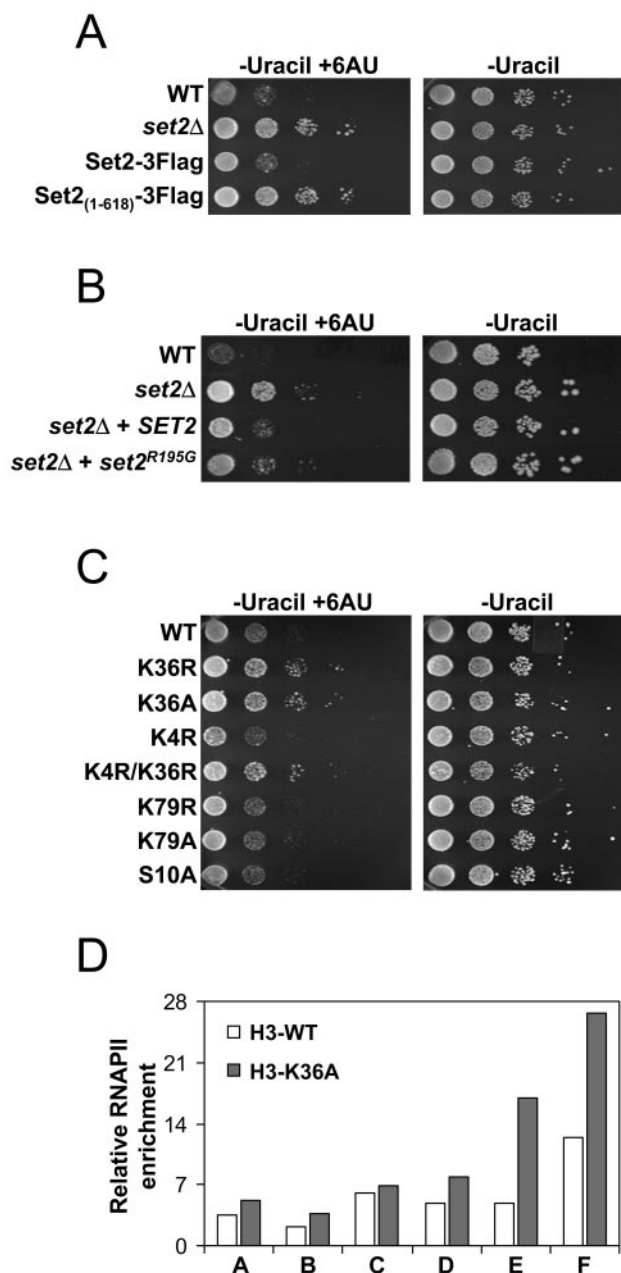 A
-Uracil +6AU -Uracil
WT
set2Δ
Set2-3Flag
Set2(1-618)-3Flag
B
-Uracil +6AU -Uracil
WT
set2Δ
set2Δ + SET2
set2Δ + set2R195G
C
-Uracil +6AU -Uracil
WT
K36R
K36A
K4R
K4R/K36R
K79R
K79A
S10A
D
Relative RNAPII
enrichment
28
21
14
7
0
H3-WT
H3-K36A
A B C D E F